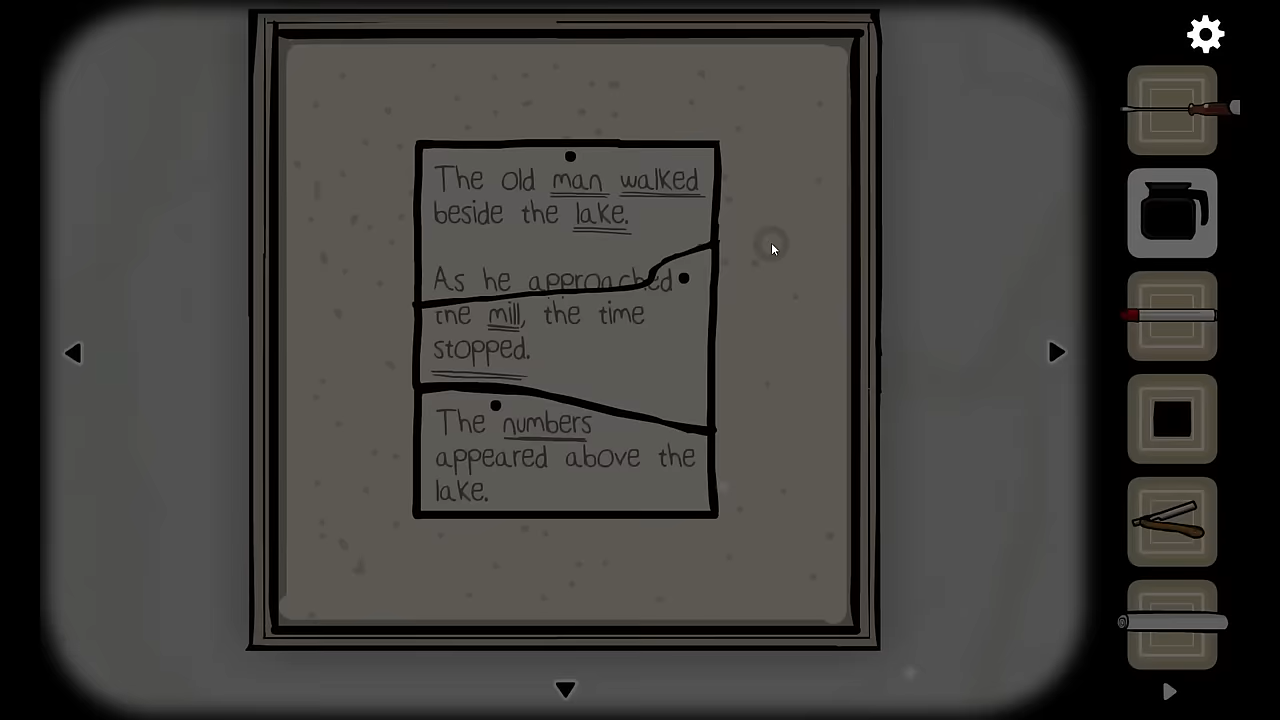 The old man walked
beside the lake.
As he approached
the mill, the time
stopped.
The numbers
appeared above the
lake.